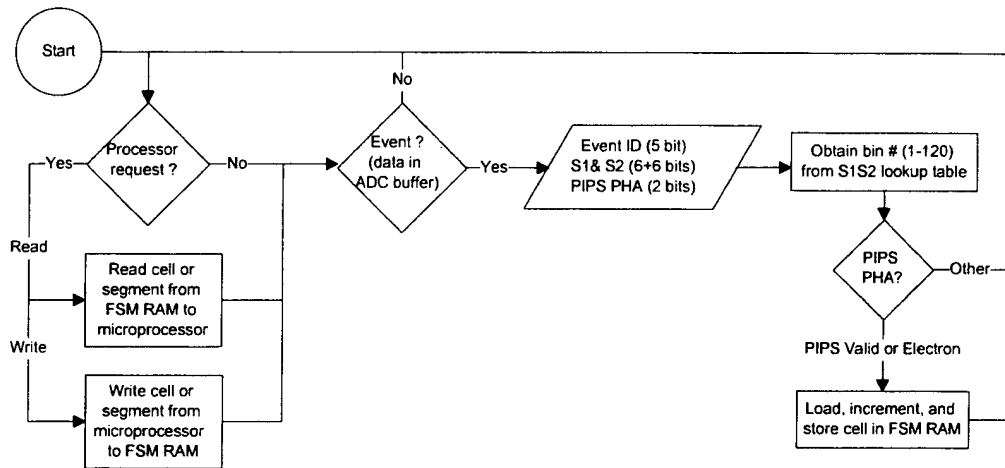 Start
No
Processor
request ?
Yes
No
Event ?
(data in
ADC buffer)
Yes
Event ID (5 bit)
S1& S2 (6+6 bits)
PIPS PHA (2 bits)
Obtain bin # (1-120)
from S1S2 lookup table
Read
Read cell or
segment from
FSM RAM to
microprocessor
PIPS
PHA?
Other
Write
Write cell or
segment from
microprocessor
to FSM RAM
PIPS Valid or Electron
Load, increment, and
store cell in FSM RAM